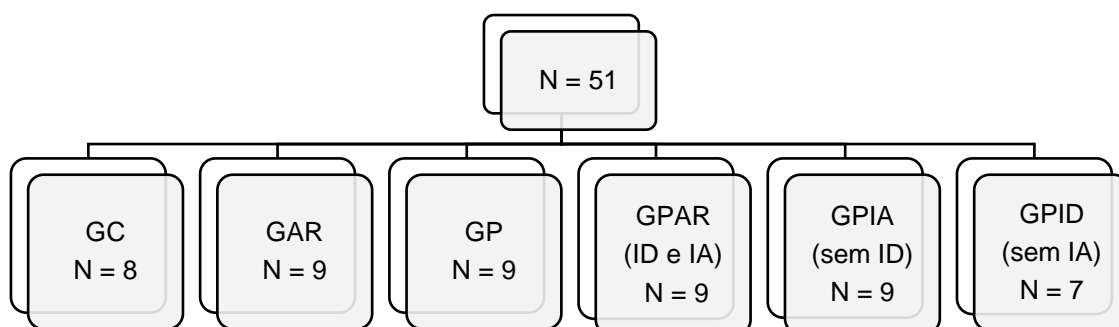 N = 51
GC
N = 8
GAR
N = 9
GP
N = 9
GPAR
(ID e IA)
N = 9
GPIA
(sem ID)
N = 9
GPID
(sem IA)
N = 7